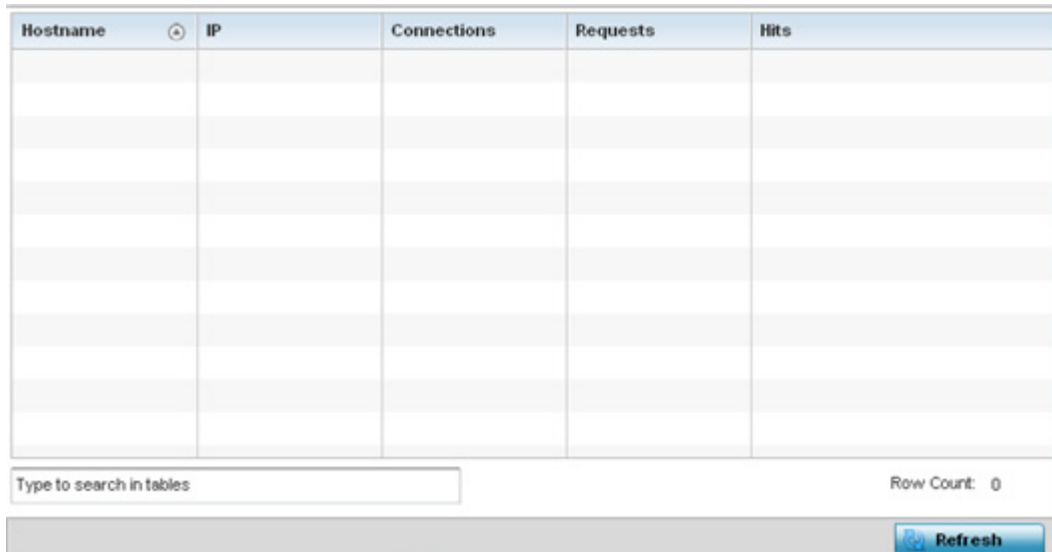 Hostname IP Connections Requests Hits
Type to search in tables Row Count: 0
Refresh